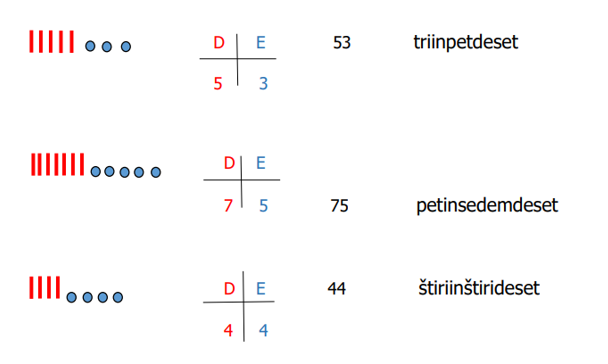 D E 53 triinpetdeset
5 3
D E
7 5 75 petinsedemdeset
D E 44 štiriinštirideset
4 4